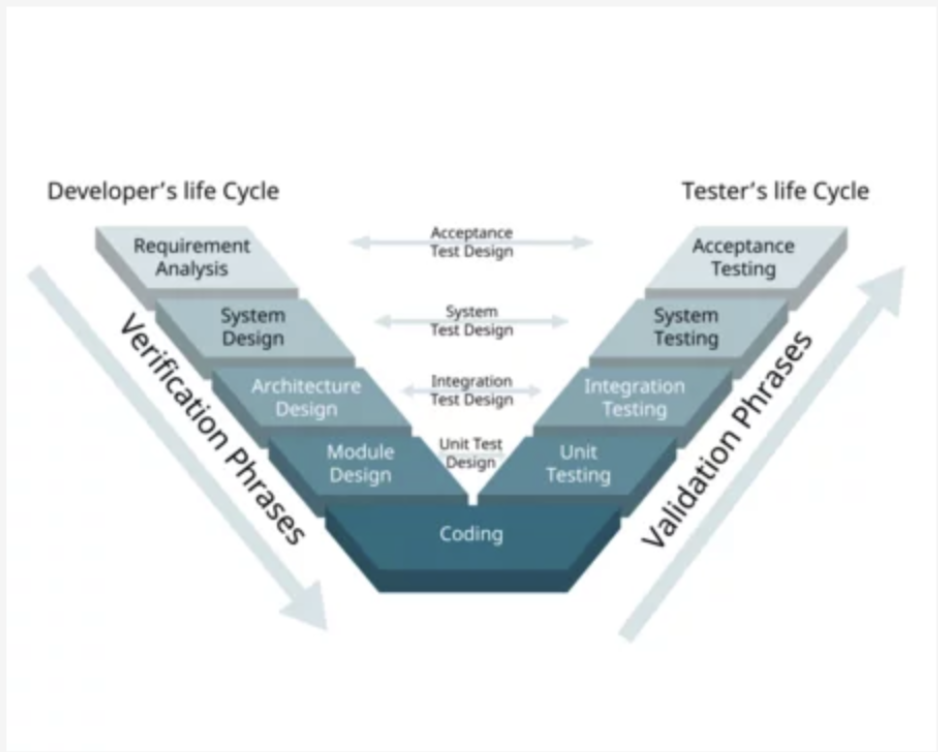 Developer's life Cycle
Tester's life Cycle
Requirement
Analysis
Acceptance
Test Design
Acceptance
Testing
System
Design
System
Test Design
System
Testing
Architecture
Design
Integration
Test Design
Integration
Testing
Module
Design
Unit Test
Design
Unit
Testing
Coding
Verification Phrases
Validation Phrases